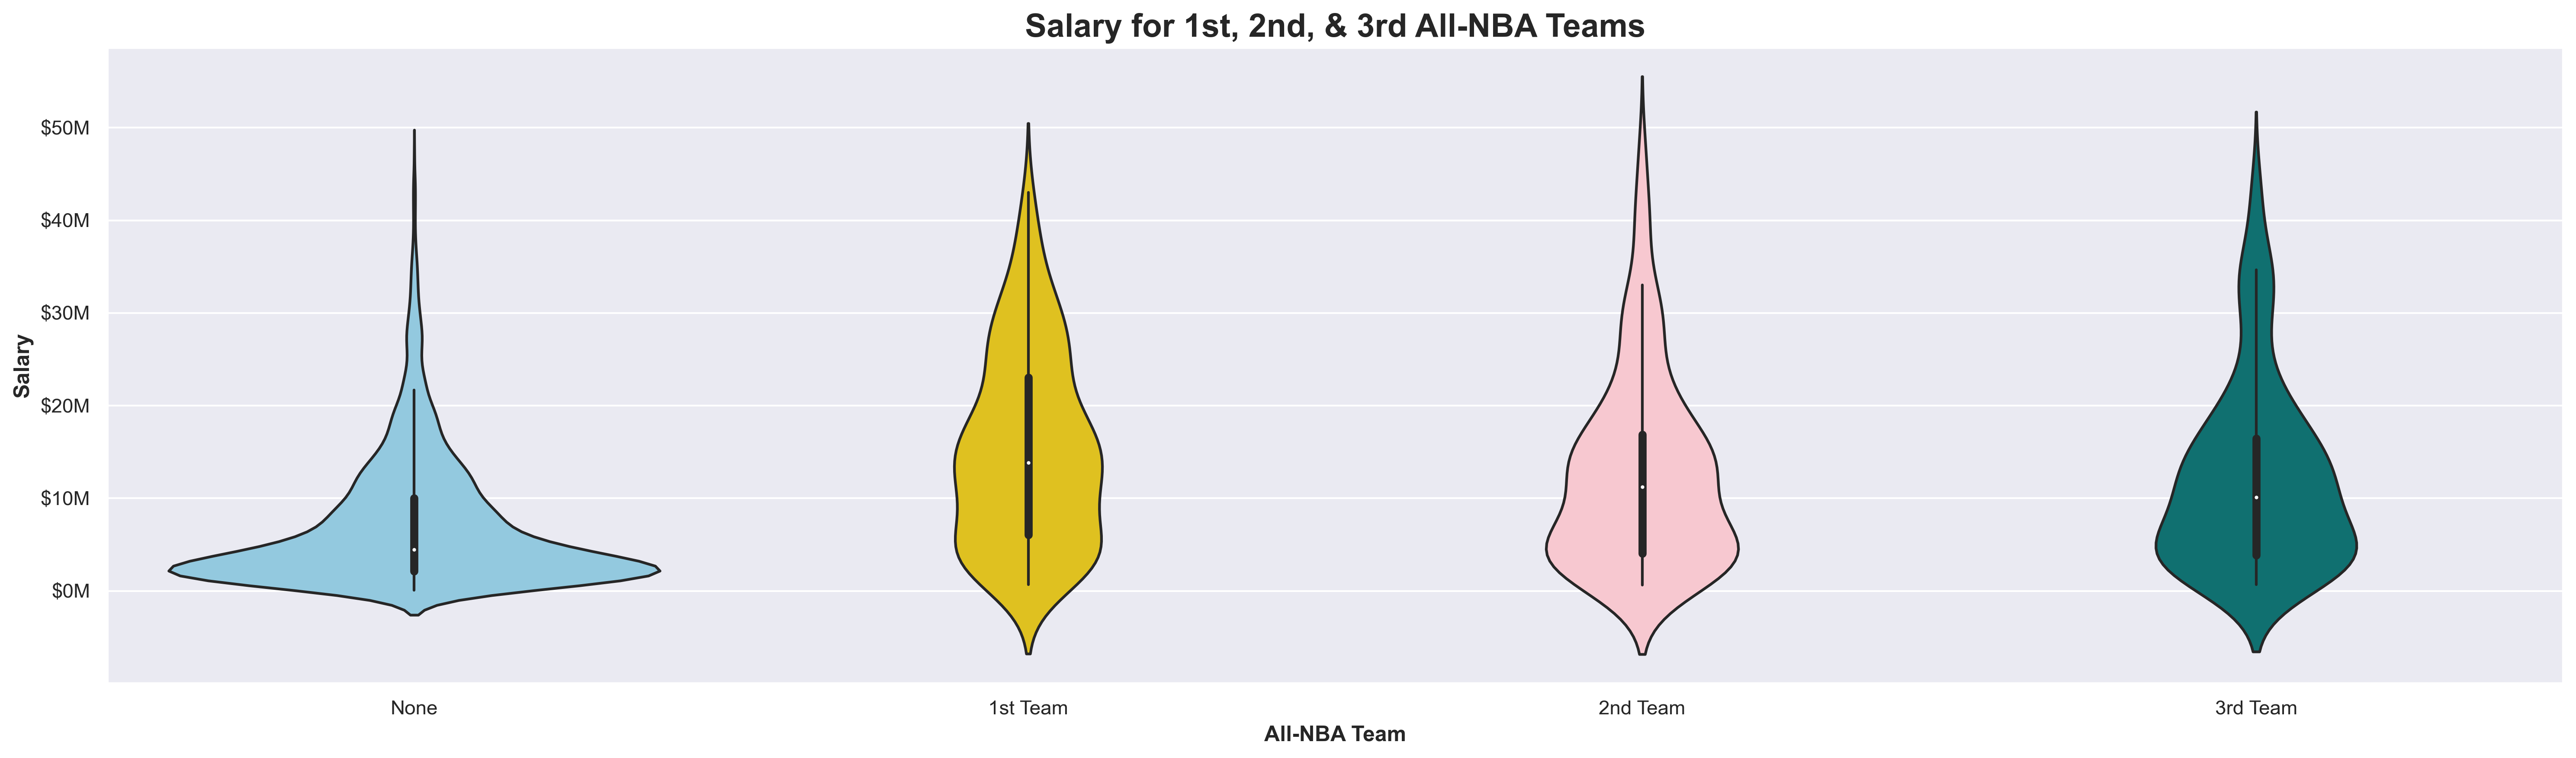 Salary for 1st, 2nd, & 3rd All-NBA Teams
Salary
$50M
$40M
$30M
$20M
$10M
$0M
None
1st Team
2nd Team
3rd Team
All-NBA Team